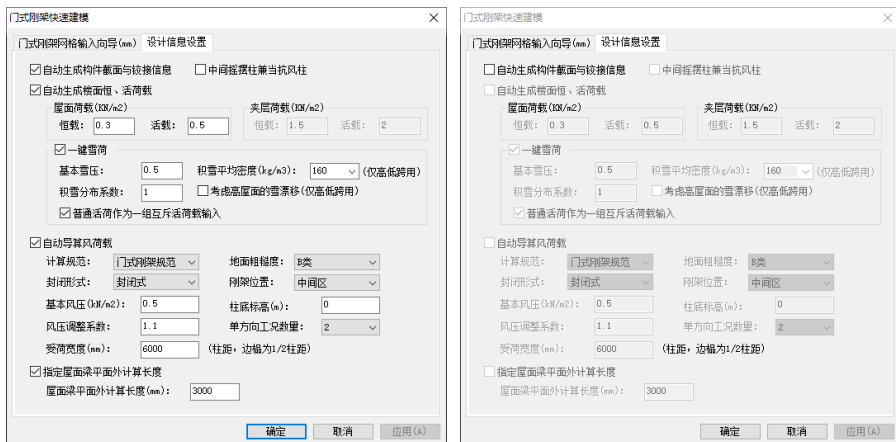 门式刚架快速建模
门式刚架网格输入向导(mm) 设计信息设置
自动生成构件截面与铰接信息 中间摇摆柱兼当抗风柱
自动生成楼面恒、活荷载
屋面荷载(KN/m2) 夹层荷载(KN/m2)
恒载: 0.3 活载: 0.5 恒载: 1.5 活载: 2
一键雪荷
基本雪压: 0.5 积雪平均密度(kg/m3): 160 (仅高低跨用)
积雪分布系数: 1 考虑高屋面的雪漂移(仅高低跨用)
普通活荷作为一组互斥活荷载输入
自动导算风荷载
计算规范: 门式刚架规范 地面粗糙度: B类
封闭形式: 封闭式 刚架位置: 中间区
基本风压(kN/m2): 0.5 柱底标高(m): 0
风压调整系数: 1.1 单方向工况数量: 2
受荷宽度(mm): 6000 (柱距，边榀为1/2柱距)
指定屋面梁平面外计算长度
屋面梁平面外计算长度(mm): 3000
确定 取消 应用(A)
门式刚架快速建模
门式刚架网格输入向导(mm) 设计信息设置
自动生成构件截面与铰接信息 中间摇摆柱兼当抗风柱
自动生成楼面恒、活荷载
屋面荷载(KN/m2) 夹层荷载(KN/m2)
恒载: 0.3 活载: 0.5 恒载: 1.5 活载: 2
一键雪荷
基本雪压: 0.5 积雪平均密度(kg/m3): 160 (仅高低跨用)
积雪分布系数: 1 考虑高屋面的雪漂移(仅高低跨用)
普通活荷作为一组互斥活荷载输入
自动导算风荷载
计算规范: 门式刚架规范 地面粗糙度: B类
封闭形式: 封闭式 刚架位置: 中间区
基本风压(kN/m2): 0.5 柱底标高(m): 0
风压调整系数: 1.1 单方向工况数量: 2
受荷宽度(mm): 6000 (柱距，边榀为1/2柱距)
指定屋面梁平面外计算长度
屋面梁平面外计算长度(mm): 3000
确定 取消 应用(A)